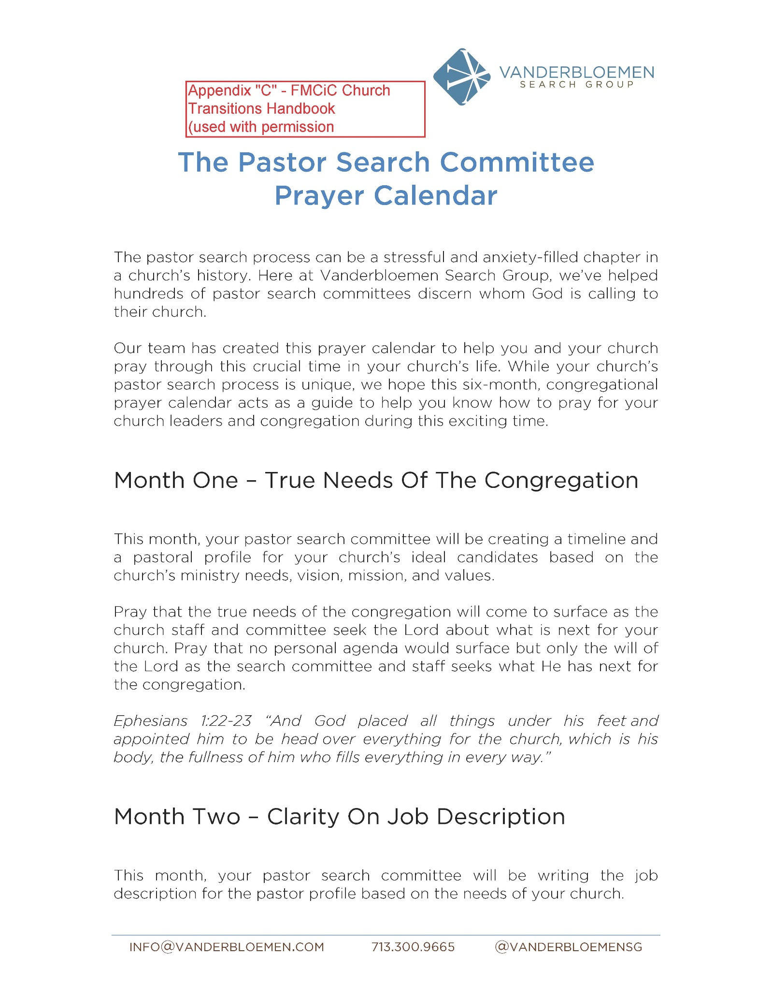 VANDERBLOEMEN
SEARCH GROUP
Appendix "C" - FMCiC Church
Transitions Handbook
(used with permission
The Pastor Search Committee
Prayer Calendar
The pastor search process can be a stressful and anxiety-filled chapter in
a church’s history. Here at Vanderbloemen Search Group, we’ve helped
hundreds of pastor search committees discern whom God is calling to
their church.
Our team has created this prayer calendar to help you and your church
pray through this crucial time in your church’s life. While your church’s
pastor search process is unique, we hope this six-month, congregational
prayer calendar acts as a guide to help you know how to pray for your
church leaders and congregation during this exciting time.
Month One – True Needs Of The Congregation
This month, your pastor search committee will be creating a timeline and
a pastoral profile for your church’s ideal candidates based on the
church’s ministry needs, vision, mission, and values.
Pray that the true needs of the congregation will come to surface as the
church staff and committee seek the Lord about what is next for your
church. Pray that no personal agenda would surface but only the will of
the Lord as the search committee and staff seeks what He has next for
the congregation.
Ephesians 1:22-23 “And God placed all things under his feet and
appointed him to be head over everything for the church, which is his
body, the fullness of him who fills everything in every way.”
Month Two – Clarity On Job Description
This month, your pastor search committee will be writing the job
description for the pastor profile based on the needs of your church.
INFO@VANDERBLOEMEN.COM 713.300.9665 @VANDERBLOEMENSG